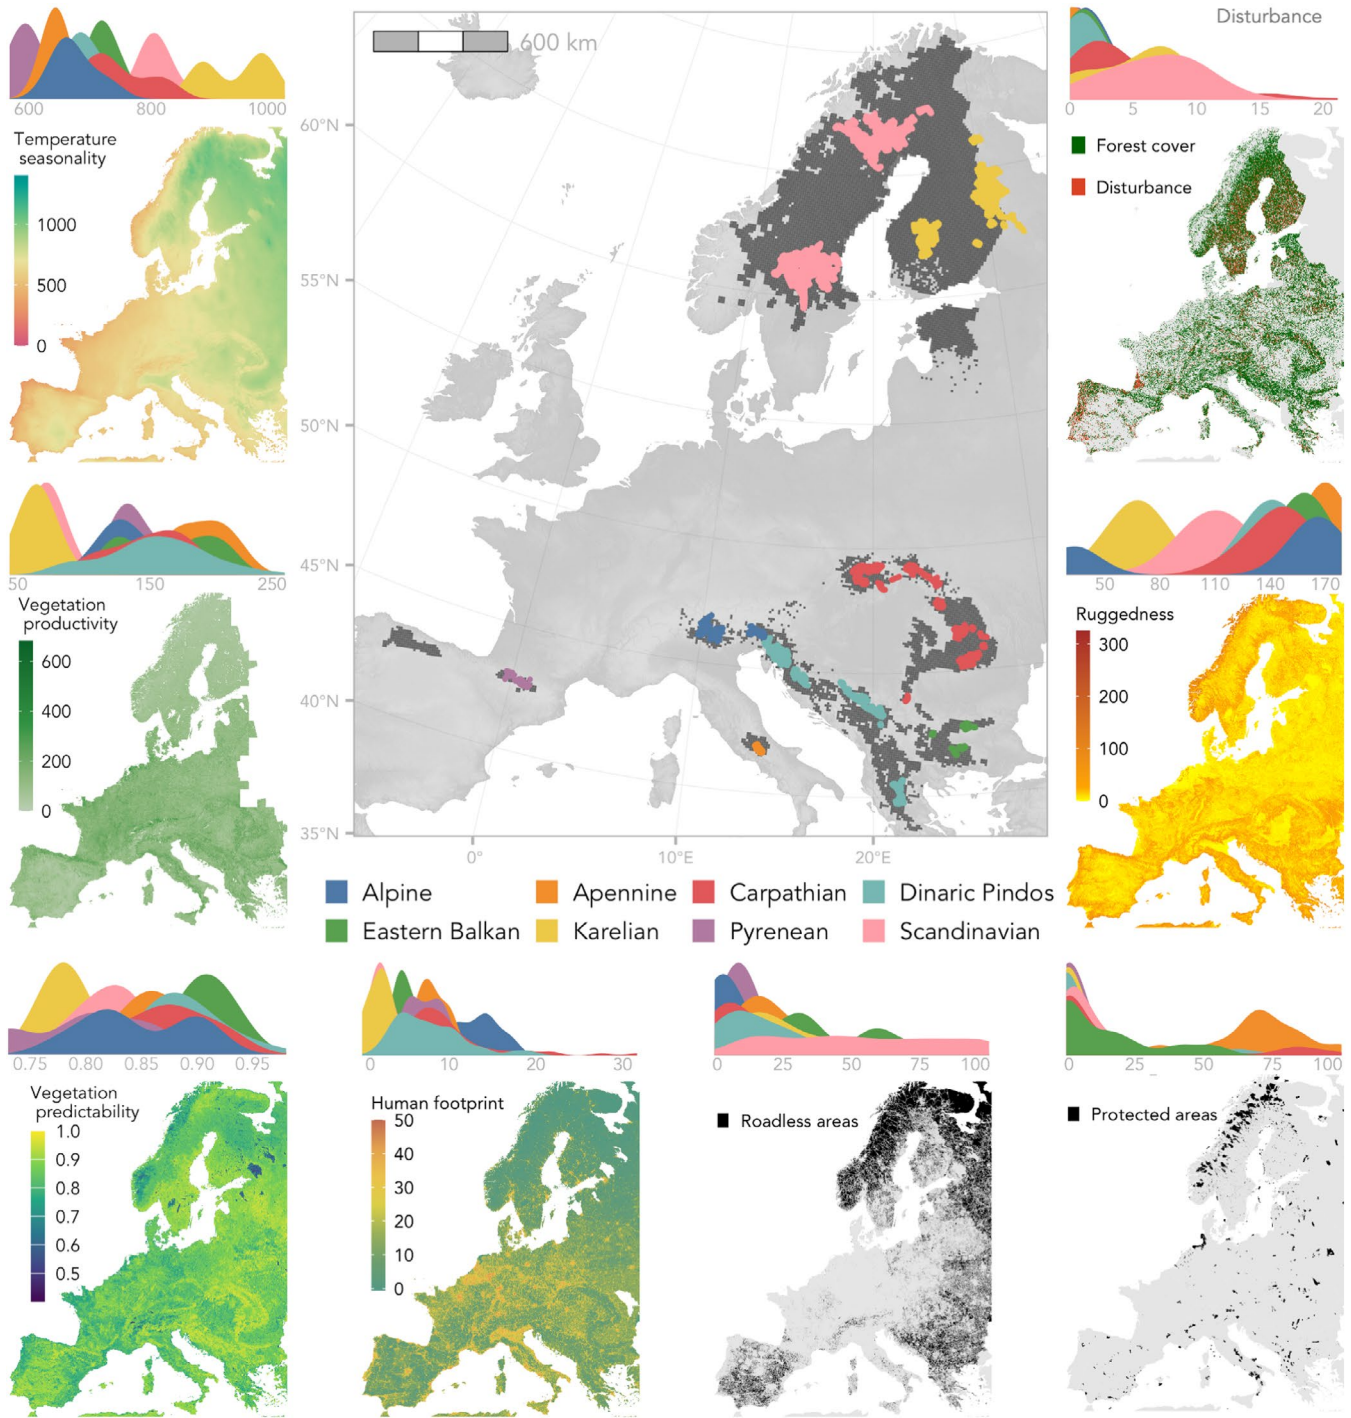 600 800 1000
Temperature
seasonality
1000
500
0
600 km
60°N
55°N
50°N
45°N
40°N
35°N
0° 10°E 20°E
Disturbance
0 5 10 15 20
Forest cover
Disturbance
50 150 250
Vegetation
productivity
600
400
200
0
50 80 110 140 170
Ruggedness
300
200
100
0
Alpine Apennine Carpathian Dinaric Pindos
Eastern Balkan Karelian Pyrenean Scandinavian
0.75 0.80 0.85 0.90 0.95
Vegetation
predictability
1.0
0.9
0.8
0.7
0.6
0.5
0 10 20 30
Human footprint
50
40
30
20
10
0
0 25 50 75 100
Roadless areas
0 25 50 75 100
Protected areas